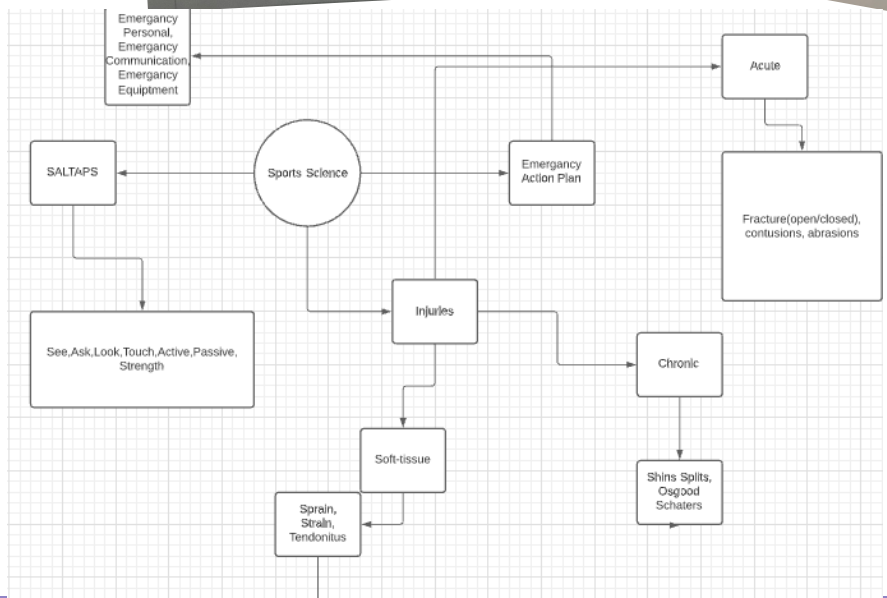 Emergancy
Personal,
Emergancy
Communication,
Emergancy
Equiptment
Acute
SALTAPS
Sports Science
Emergancy
Action Plan
Fracture(open/closed),
contusions, abrasions
Injuries
See,Ask,Look,Touch,Active,Passive,
Strength
Chronic
Soft-tissue
Shins Splits,
Osgood
Schaters
Sprain,
Strain,
Tendonitus